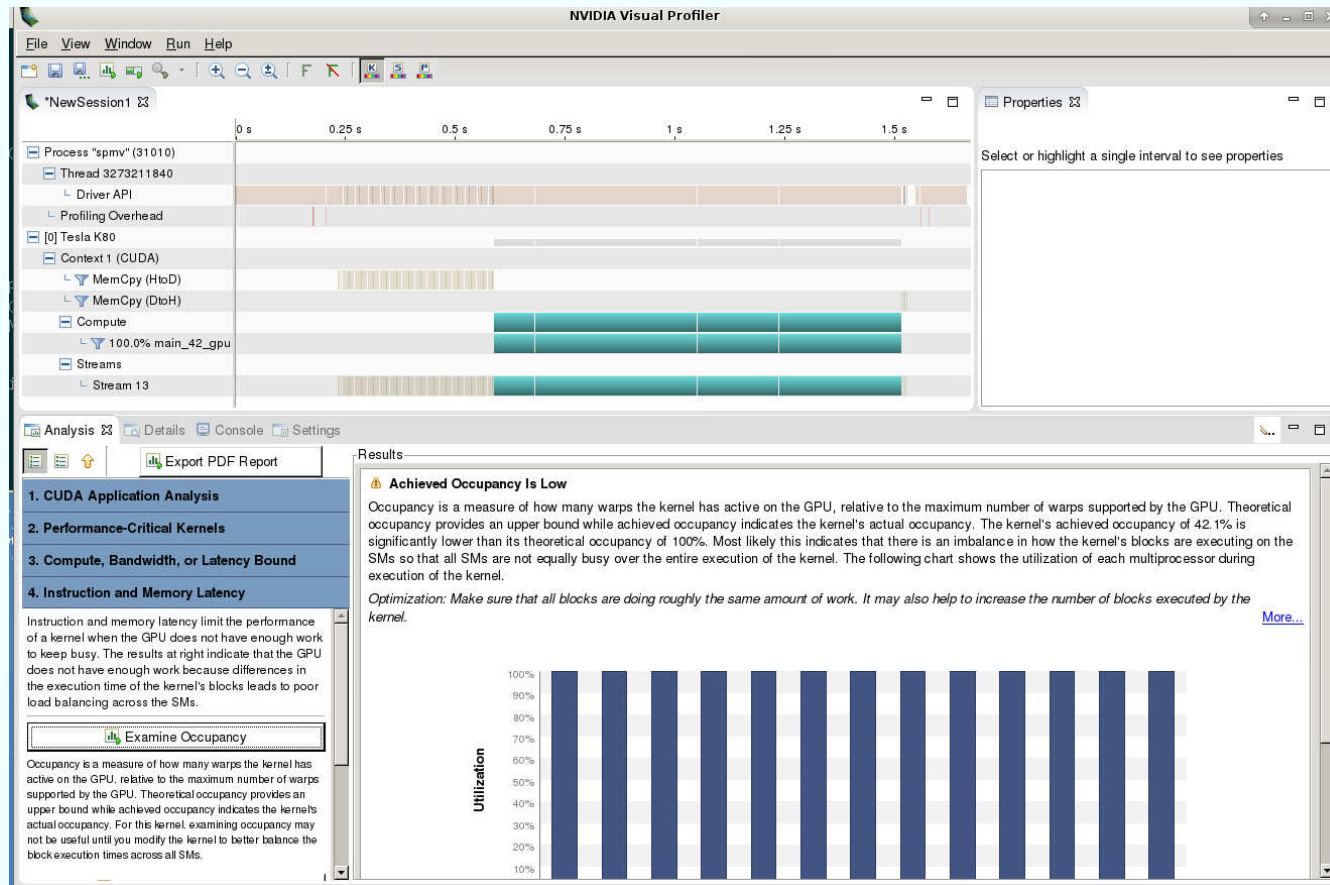 NVIDIA Visual Profiler
File View Window Run Help
*NewSession1
Properties
0 s 0.25 s 0.5 s 0.75 s 1 s 1.25 s 1.5 s
Process "spmv" (31010)
Thread 3273211840
Driver API
Profiling Overhead
[0] Tesla K80
Context 1 (CUDA)
MemCpy (HtoD)
MemCpy (DtoH)
Compute
100.0% main_42_gpu
Streams
Stream 13
Select or highlight a single interval to see properties
Analysis Details Console Settings
Export PDF Report
1. CUDA Application Analysis
2. Performance-Critical Kernels
3. Compute, Bandwidth, or Latency Bound
4. Instruction and Memory Latency
Instruction and memory latency limit the performance
of a kernel when the GPU does not have enough work
to keep busy. The results at right indicate that the GPU
does not have enough work because differences in
the execution time of the kernel's blocks leads to poor
load balancing across the SMs.
Examine Occupancy
Occupancy is a measure of how many warps the kernel has
active on the GPU, relative to the maximum number of warps
supported by the GPU. Theoretical occupancy provides an
upper bound while achieved occupancy indicates the kernel's
actual occupancy. For this kernel, examining occupancy may
not be useful until you modify the kernel to better balance the
block execution times across all SMs.
Results
Achieved Occupancy Is Low
Occupancy is a measure of how many warps the kernel has active on the GPU, relative to the maximum number of warps supported by the GPU. Theoretical
occupancy provides an upper bound while achieved occupancy indicates the kernel's actual occupancy. The kernel's achieved occupancy of 42.1% is
significantly lower than its theoretical occupancy of 100%. Most likely this indicates that there is an imbalance in how the kernel's blocks are executing on the
SMs so that all SMs are not equally busy over the entire execution of the kernel. The following chart shows the utilization of each multiprocessor during
execution of the kernel.
Optimization: Make sure that all blocks are doing roughly the same amount of work. It may also help to increase the number of blocks executed by the
kernel. More...
Utilization
100%
90%
80%
70%
60%
50%
40%
30%
20%
10%